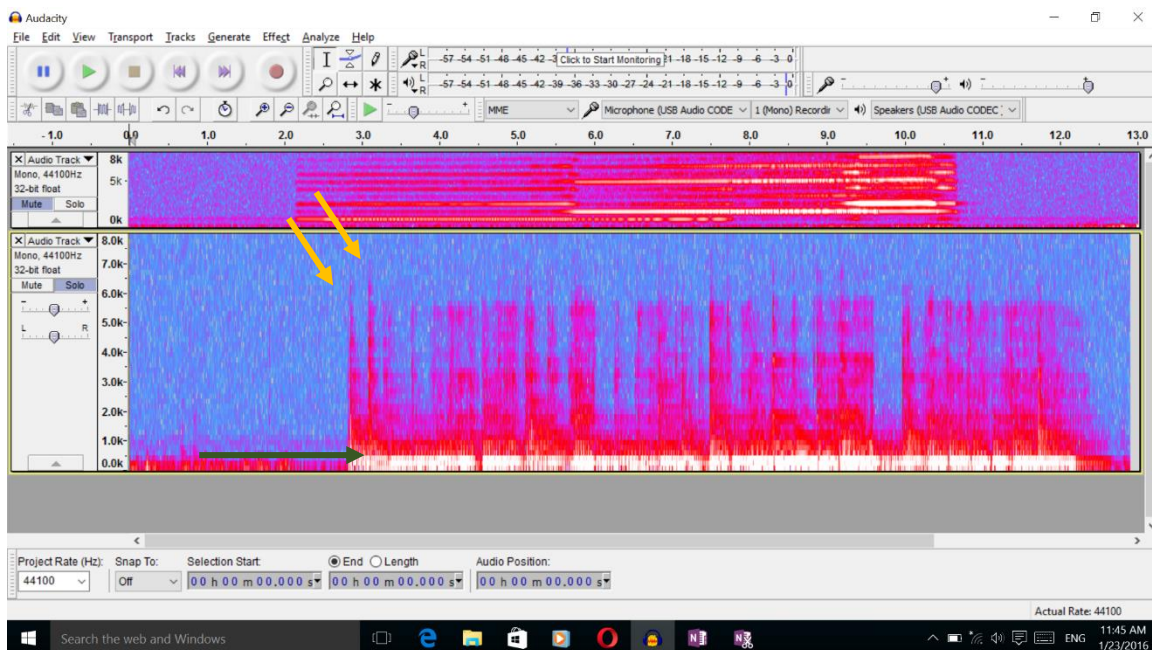 Audacity
File Edit View Transport Tracks Generate Effect Analyze Help
L R -57 -54 -51 -48 -45 -42 -3 Click to Start Monitoring 21 -18 -15 -12 -9 -6 -3 0
L R -57 -54 -51 -48 -45 -42 -39 -36 -33 -30 -27 -24 -21 -18 -15 -12 -9 -6 -3 0
MME Microphone (USB Audio CODE 1 (Mono) Recordir Speakers (USB Audio CODEC )
- 1.0 0.0 1.0 2.0 3.0 4.0 5.0 6.0 7.0 8.0 9.0 10.0 11.0 12.0 13.0
X Audio Track 8k
Mono, 44100Hz
32-bit float 5k
Mute Solo
0k
X Audio Track 8.0k
Mono, 44100Hz 7.0k
32-bit float
Mute Solo
- + 6.0k
L R 5.0k
4.0k
3.0k
2.0k
1.0k
0.0k
Project Rate (Hz): Snap To: Selection Start: End Length Audio Position:
44100 Off 00 h 00 m 00.000 s 00 h 00 m 00.000 s 00 h 00 m 00.000 s
Actual Rate: 44100
Search the web and Windows ENG 11:45 AM
1/23/2016